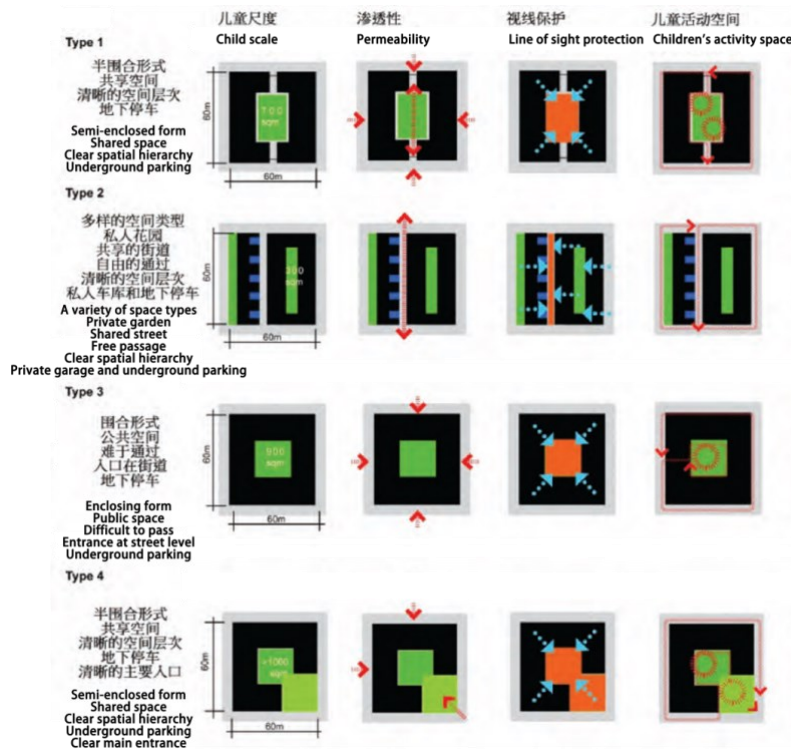 儿童尺度 渗透性 视线保护 儿童活动空间
Child scale Permeability Line of sight protection Children's activity space
Type 1
半围合形式
共享空间
清晰的空间层次
地下停车
Semi-enclosed form
Shared space
Clear spatial hierarchy
Underground parking
60m
700
sqm
60m
Type 2
多样的空间类型
私人花园
共享的街道
自由的通过
清晰的空间层次
私人车库和地下停车
A variety of space types
Private garden
Shared street
Free passage
Clear spatial hierarchy
Private garage and underground parking
60m
300
sqm
60m
Type 3
围合形式
公共空间
难于通过
入口在街道
地下停车
Enclosing form
Public space
Difficult to pass
Entrance at street level
Underground parking
60m
900
sqm
60m
Type 4
半围合形式
共享空间
清晰的空间层次
地下停车
清晰的主要入口
Semi-enclosed form
Shared space
Clear spatial hierarchy
Underground parking
Clear main entrance
60m
+1000
sqm
60m